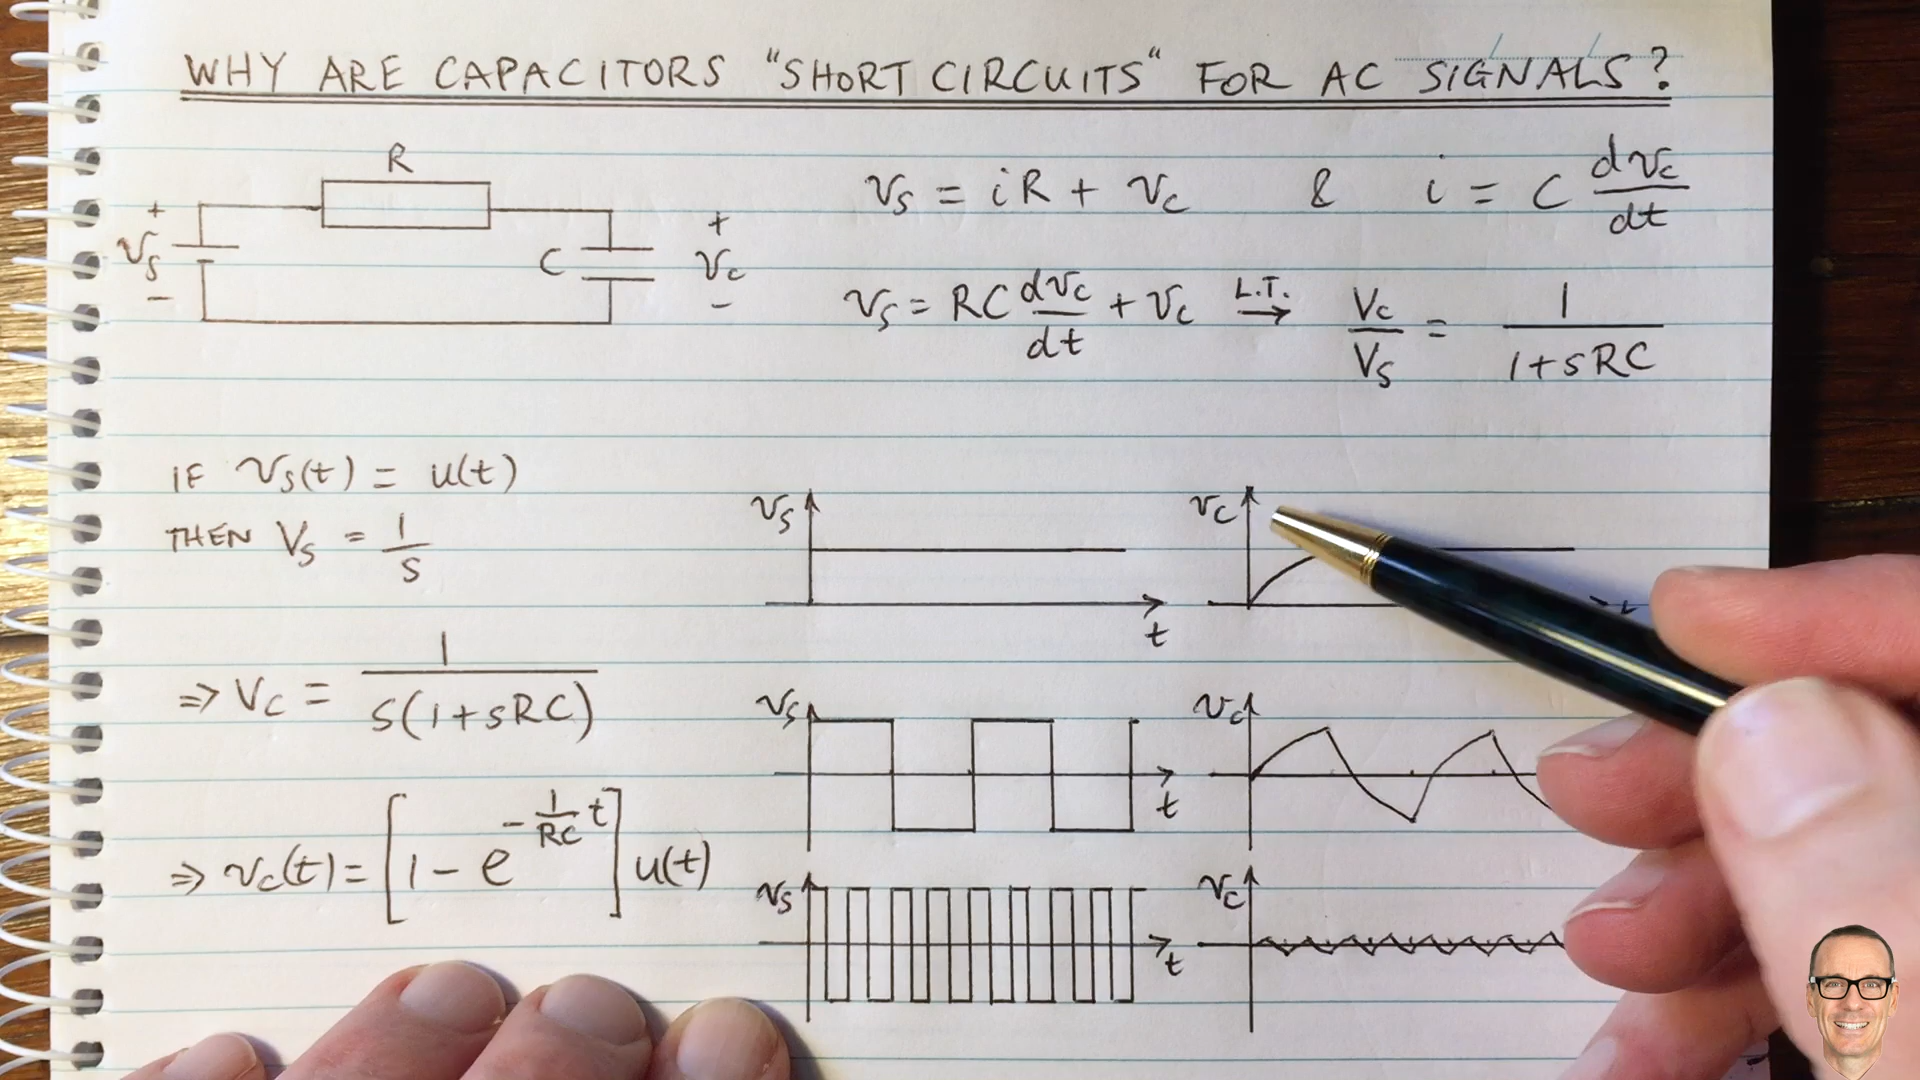 WHY ARE CAPACITORS "SHORT CIRCUITS" FOR AC SIGNALS?
R
+
vs
−
C
+
vc
−
vs = iR + vc & i = C dvc/dt
vs = RC dvc/dt + vc L.T. → Vc/Vs = 1/(1+sRC)
IF vs(t) = u(t)
THEN Vs = 1/s
⇒ Vc = 1/(s(1+sRC))
⇒ vc(t) = [1 − e^(−(1/RC)t)] u(t)
vs
t
vc
vs
t
vc
vs
t
vc